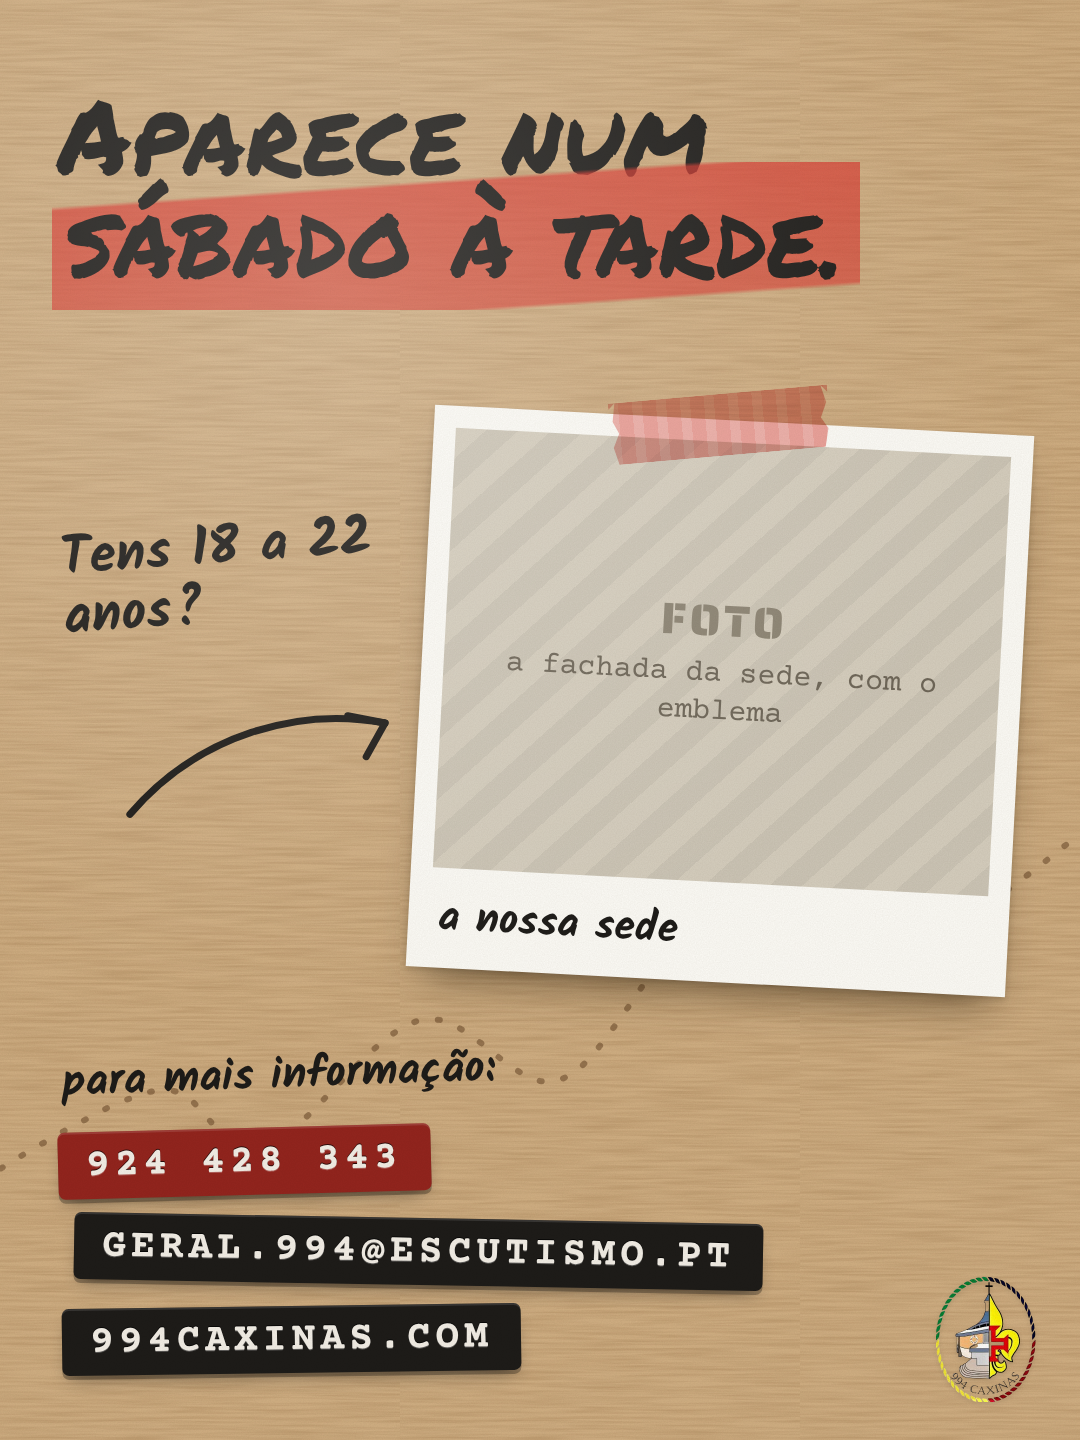 APARECE NUM
SÁBADO À TARDE.
Tens 18 a 22
anos?
FOTO
a fachada da sede, com o
emblema
a nossa sede
para mais informação:
924 428 343
GERAL.994@ESCUTISMO.PT
994CAXINAS.COM
994 CAXINAS